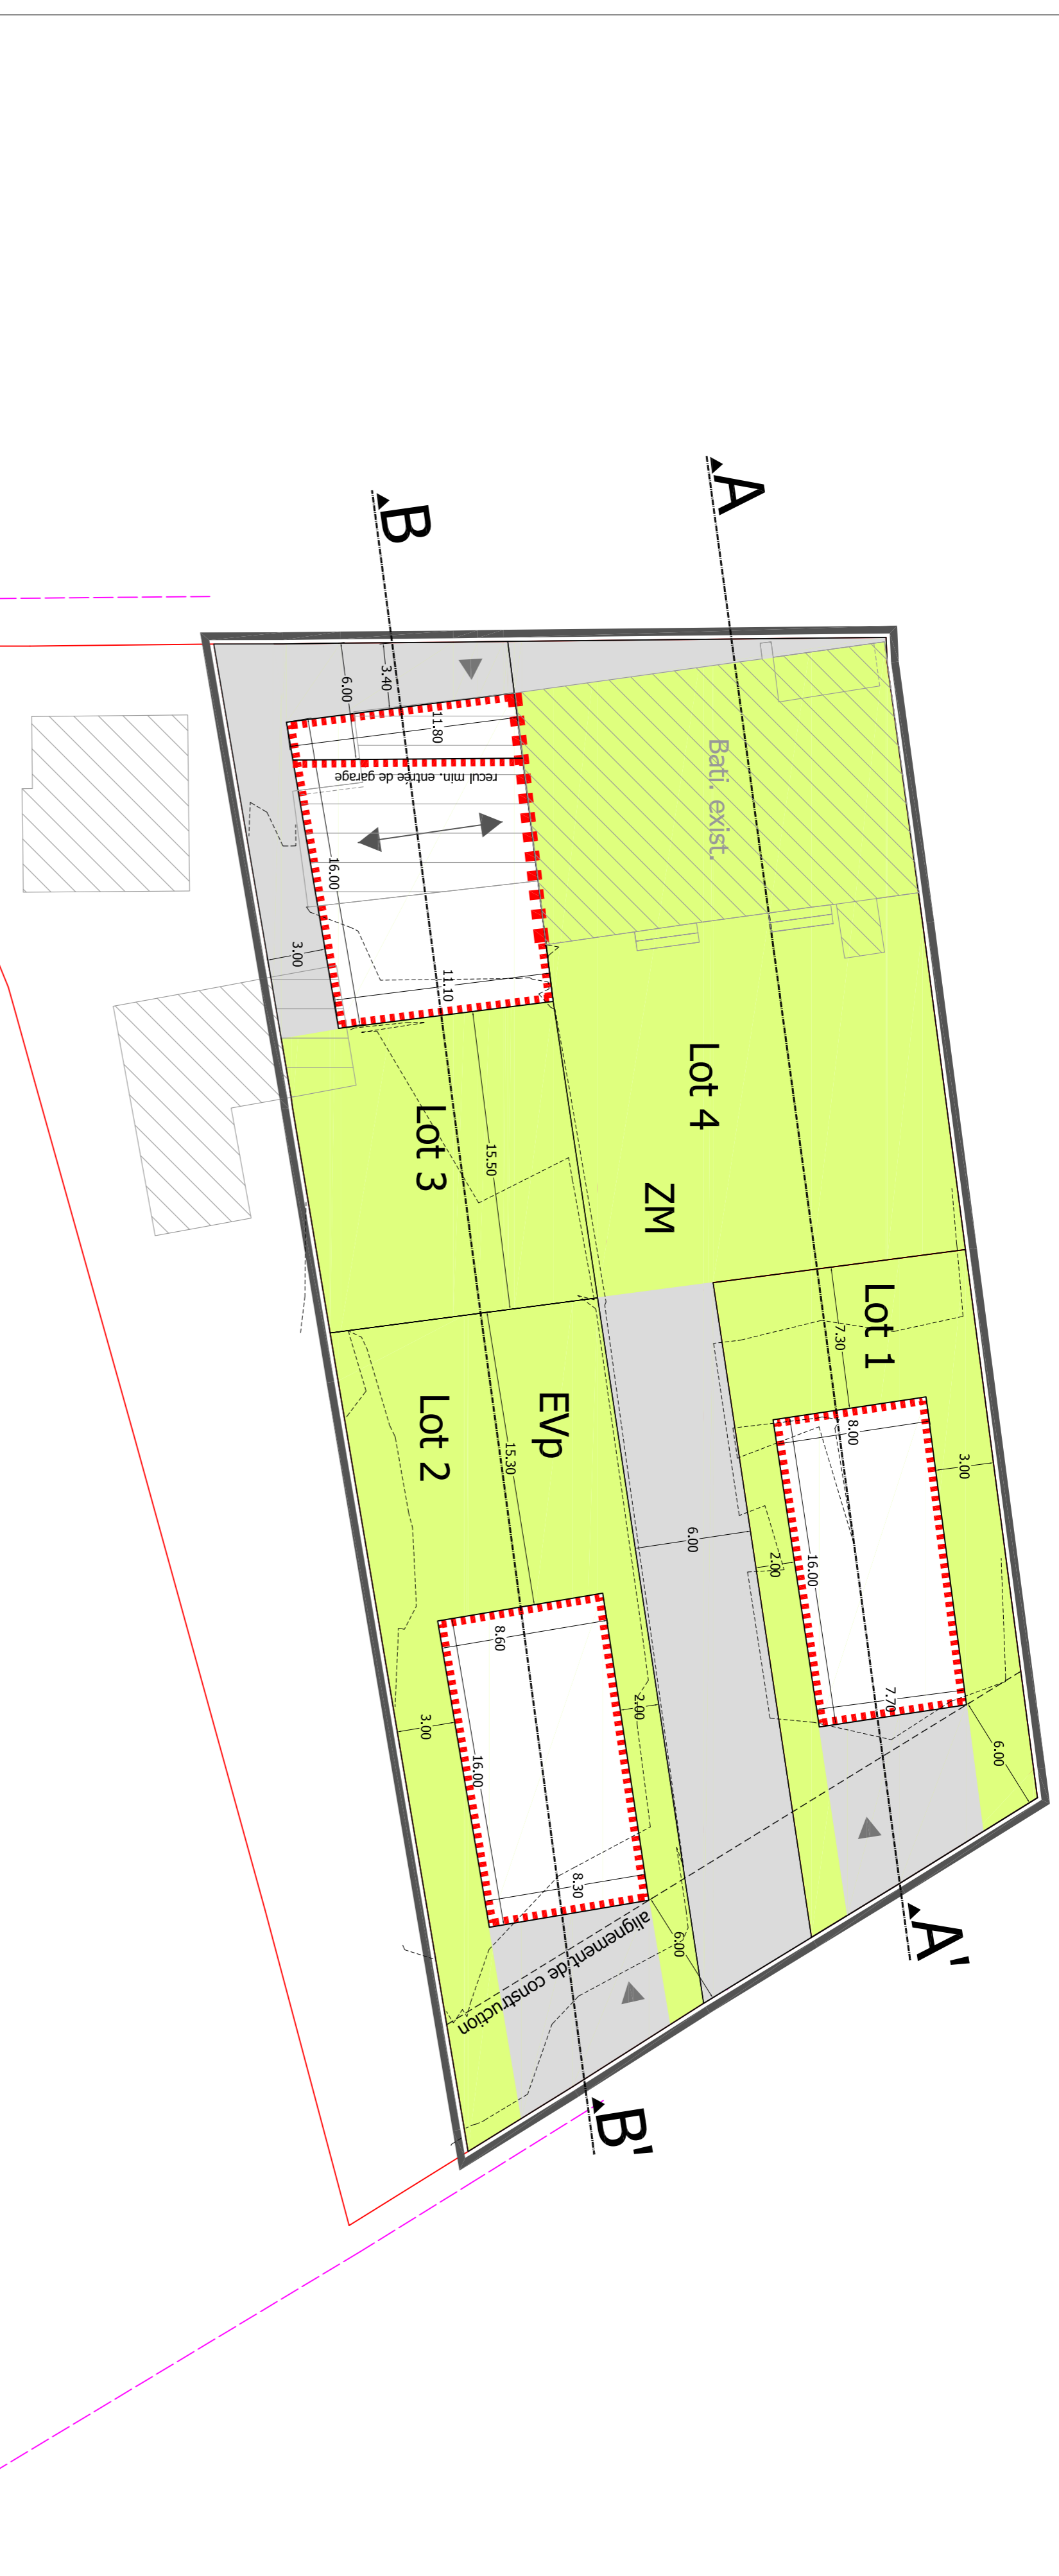 A
B
3.40
6.00
11.80
recul min. entrée de garage
Bati. exist.
16.00
3.00
11.10
Lot 4
Lot 3
15.50
ZM
Lot 1
7.30
EVp
Lot 2
15.30
8.00
3.00
6.00
2.00
16.00
8.60
2.00
3.00
16.00
7.70
6.00
8.30
6.00
alignement de construction
A'
B'